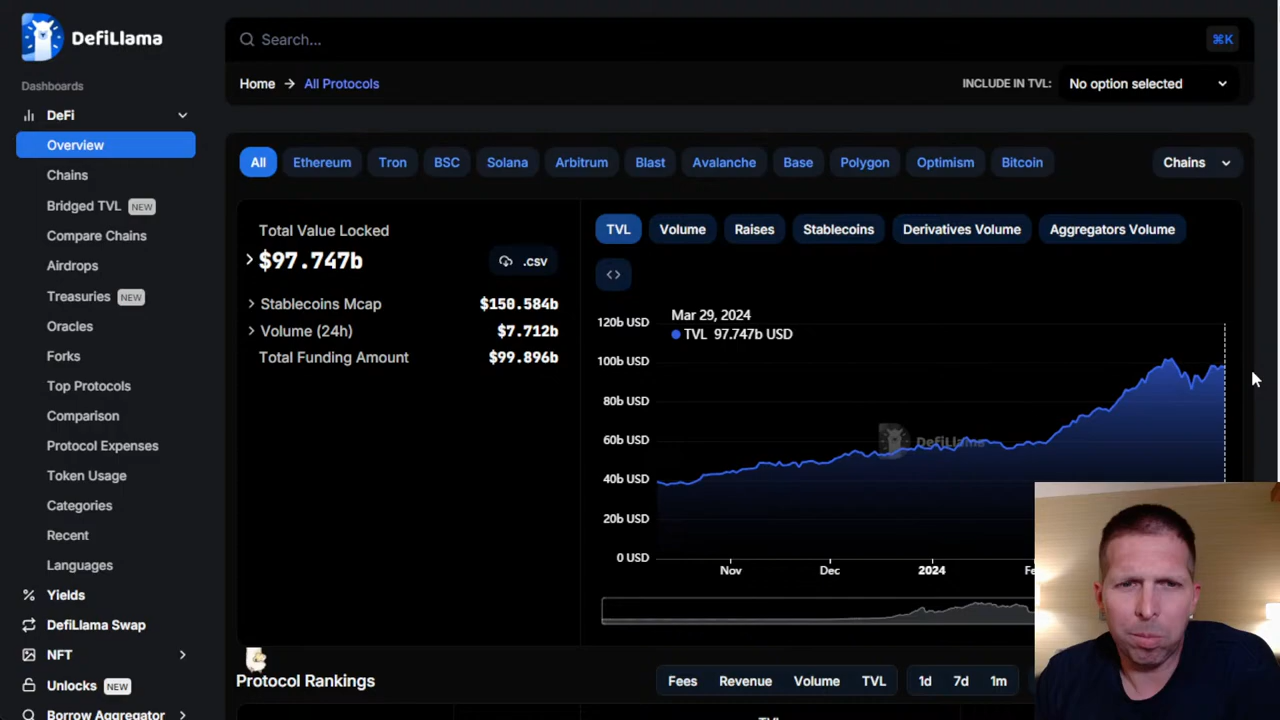 DefiLlama
Search...
⌘K
Dashboards
Home → All Protocols
INCLUDE IN TVL: No option selected
DeFi
Overview
Chains
Bridged TVL NEW
Compare Chains
Airdrops
Treasuries NEW
Oracles
Forks
Top Protocols
Comparison
Protocol Expenses
Token Usage
Categories
Recent
Languages
Yields
DefiLlama Swap
NFT
Unlocks NEW
Borrow Aggregator
All Ethereum Tron BSC Solana Arbitrum Blast Avalanche Base Polygon Optimism Bitcoin
Chains
Total Value Locked
$97.747b
.csv
Stablecoins Mcap $150.584b
Volume (24h) $7.712b
Total Funding Amount $99.896b
TVL Volume Raises Stablecoins Derivatives Volume Aggregators Volume
Mar 29, 2024
TVL 97.747b USD
120b USD
100b USD
80b USD
60b USD
40b USD
20b USD
0 USD
DefiLlama
Nov Dec 2024
Protocol Rankings
Fees Revenue Volume TVL
1d 7d 1m